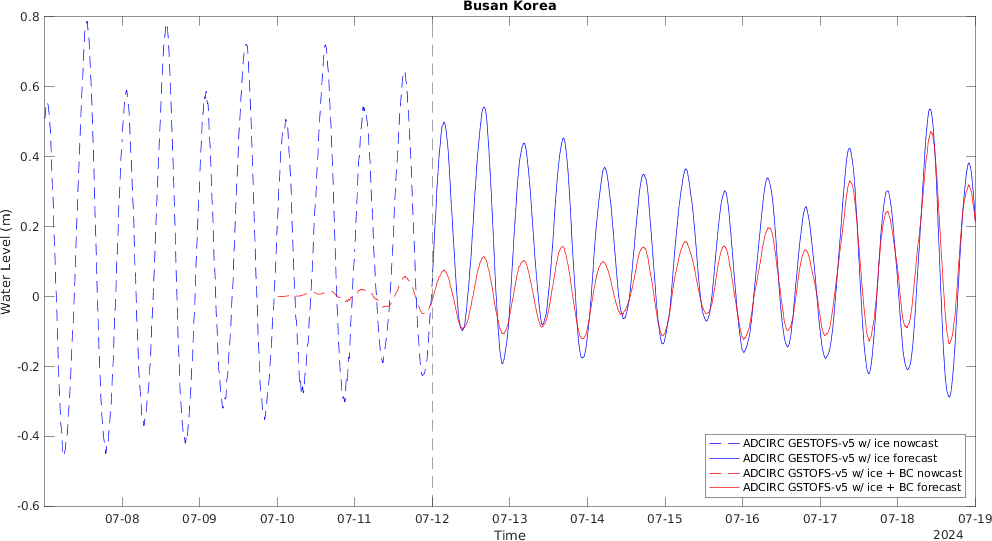 Busan Korea
Water Level (m)
0.8
0.6
0.4
0.2
0
-0.2
-0.4
-0.6
ADCIRC GESTOFS-v5 w/ ice nowcast
ADCIRC GESTOFS-v5 w/ ice forecast
ADCIRC GSTOFS-v5 w/ ice + BC nowcast
ADCIRC GSTOFS-v5 w/ ice + BC forecast
07-08 07-09 07-10 07-11 07-12 07-13 07-14 07-15 07-16 07-17 07-18 07-19
Time
2024